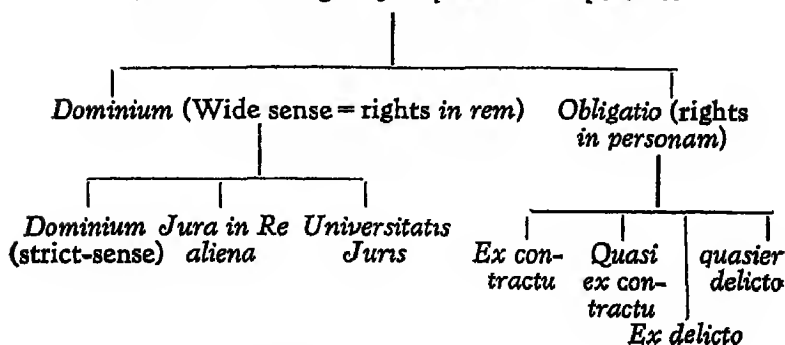 Dominium (Wide sense = rights in rem)
Obligatio (rights
in personam)
Dominium
(strict-sense)
Jura in Re
aliena
Universitatis
Juris
Ex con-
tractu
Quasi
ex con-
tractu
Ex delicto
quasier
delicto